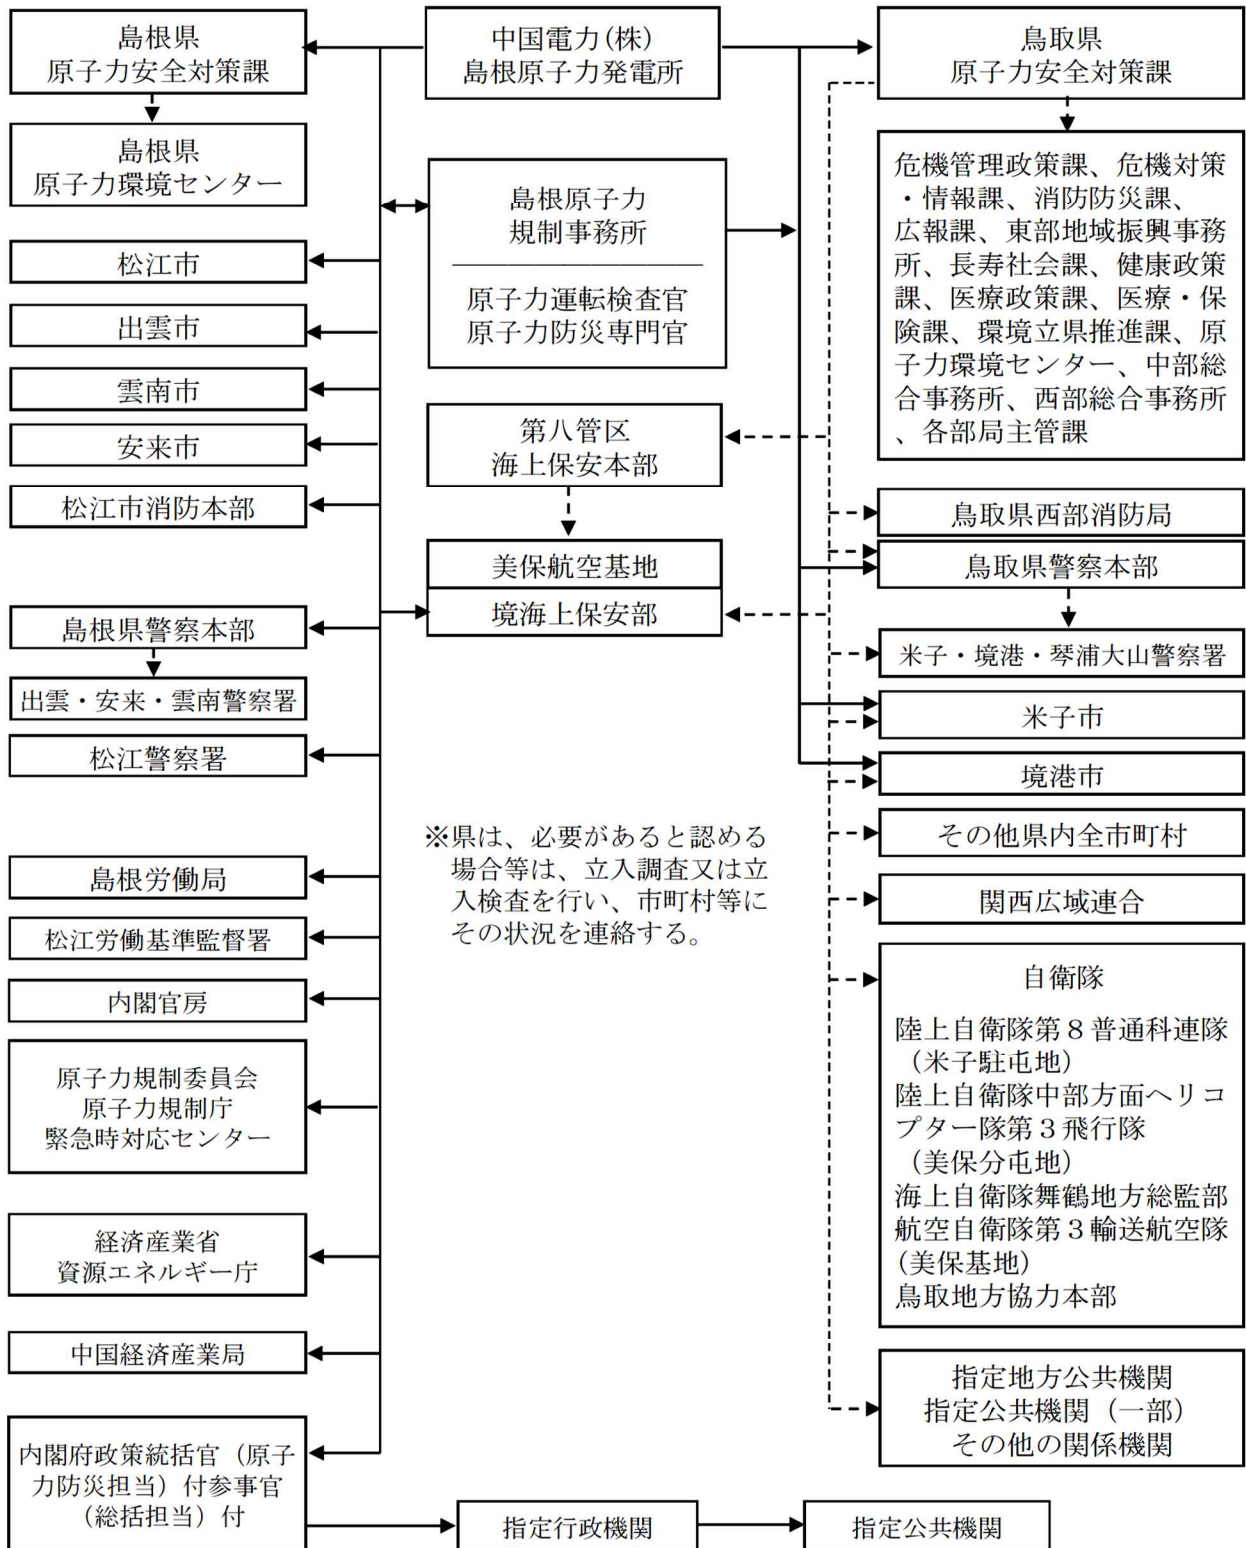 島根県
原子力安全対策課
島根県
原子力環境センター
松江市
出雲市
雲南市
安来市
松江市消防本部
島根県警察本部
出雲・安来・雲南警察署
松江警察署
島根労働局
松江労働基準監督署
内閣官房
原子力規制委員会
原子力規制庁
緊急時対応センター
経済産業省
資源エネルギー庁
中国経済産業局
内閣府政策統括官（原子
力防災担当）付参事官
（総括担当）付
中国電力(株)
島根原子力発電所
島根原子力
規制事務所
原子力運転検査官
原子力防災専門官
第八管区
海上保安本部
美保航空基地
境海上保安部
※県は、必要があると認める
場合等は、立入調査又は立
入検査を行い、市町村等に
その状況を連絡する。
指定行政機関
指定公共機関
鳥取県
原子力安全対策課
危機管理政策課、危機対策
・情報課、消防防災課、
広報課、東部地域振興事務
所、長寿社会課、健康政策
課、医療政策課、医療・保
険課、環境立県推進課、原
子力環境センター、中部総
合事務所、西部総合事務所
、各部局主管課
鳥取県西部消防局
鳥取県警察本部
米子・境港・琴浦大山警察署
米子市
境港市
その他県内全市町村
関西広域連合
自衛隊
陸上自衛隊第８普通科連隊
（米子駐屯地）
陸上自衛隊中部方面ヘリコ
プター隊第３飛行隊
（美保分屯地）
海上自衛隊舞鶴地方総監部
航空自衛隊第３輸送航空隊
（美保基地）
鳥取地方協力本部
指定地方公共機関
指定公共機関（一部）
その他の関係機関